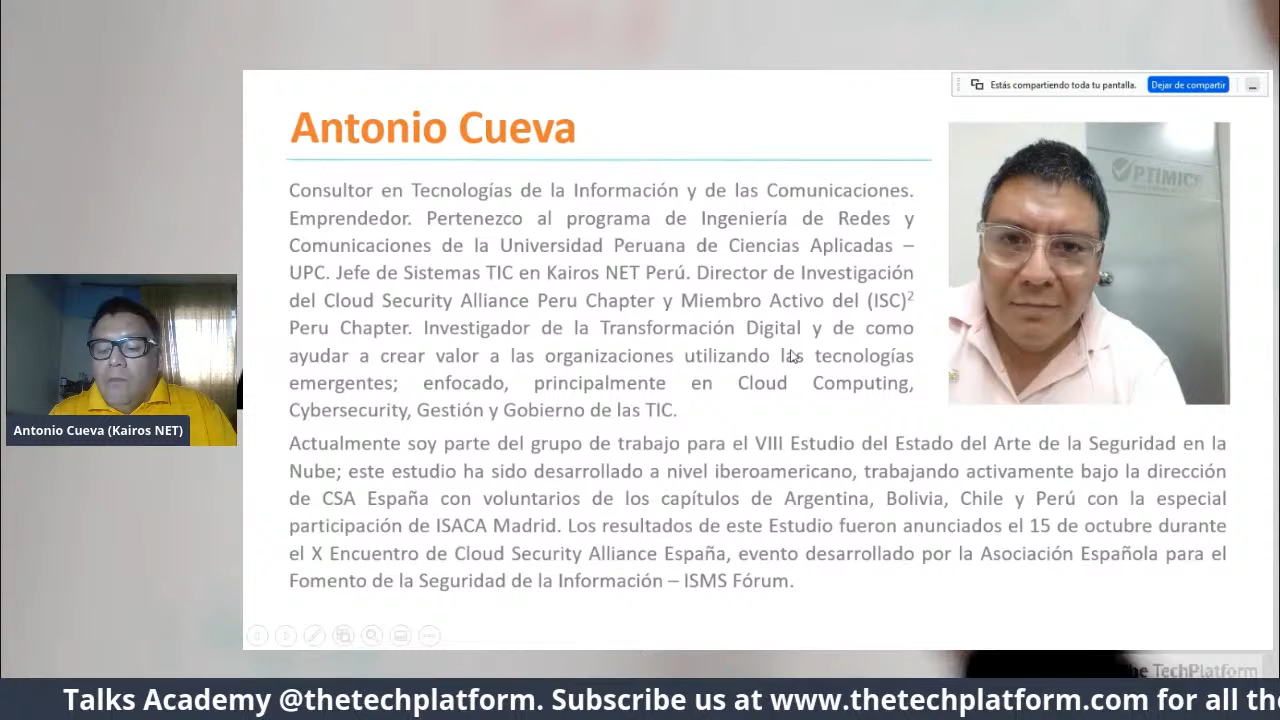 Estás compartiendo toda tu pantalla. Dejar de compartir
Antonio Cueva
Consultor en Tecnologías de la Información y de las Comunicaciones.
Emprendedor. Pertenezco al programa de Ingeniería de Redes y
Comunicaciones de la Universidad Peruana de Ciencias Aplicadas –
UPC. Jefe de Sistemas TIC en Kairos NET Perú. Director de Investigación
del Cloud Security Alliance Peru Chapter y Miembro Activo del (ISC)²
Peru Chapter. Investigador de la Transformación Digital y de como
ayudar a crear valor a las organizaciones utilizando las tecnologías
emergentes; enfocado, principalmente en Cloud Computing,
Cybersecurity, Gestión y Gobierno de las TIC.
Actualmente soy parte del grupo de trabajo para el VIII Estudio del Estado del Arte de la Seguridad en la
Nube; este estudio ha sido desarrollado a nivel iberoamericano, trabajando activamente bajo la dirección
de CSA España con voluntarios de los capítulos de Argentina, Bolivia, Chile y Perú con la especial
participación de ISACA Madrid. Los resultados de este Estudio fueron anunciados el 15 de octubre durante
el X Encuentro de Cloud Security Alliance España, evento desarrollado por la Asociación Española para el
Fomento de la Seguridad de la Información – ISMS Fórum.
Antonio Cueva (Kairos NET)
TechPlatform
Talks Academy @thetechplatform. Subscribe us at www.thetechplatform.com for all